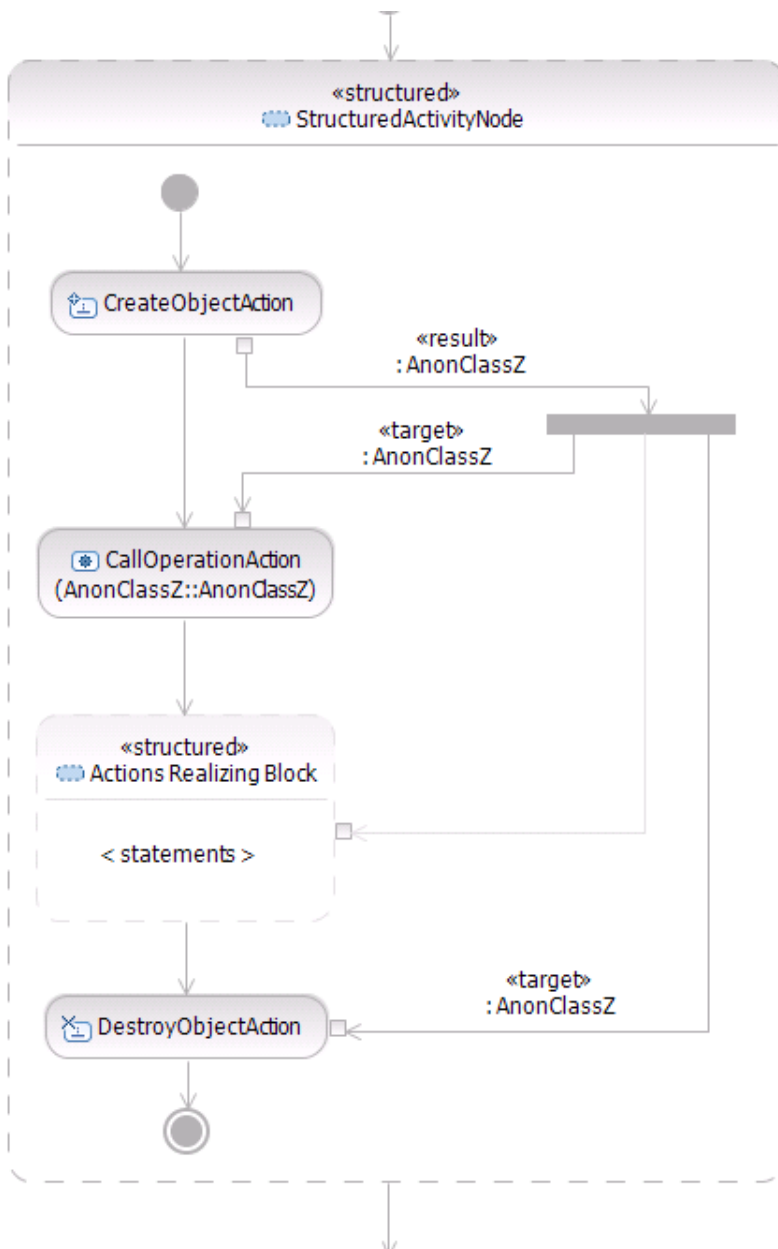 «structured»
StructuredActivityNode
CreateObjectAction
«result»
: AnonClassZ
«target»
: AnonClassZ
CallOperationAction
(AnonClassZ::AnonClassZ)
«structured»
Actions Realizing Block
< statements >
«target»
: AnonClassZ
DestroyObjectAction